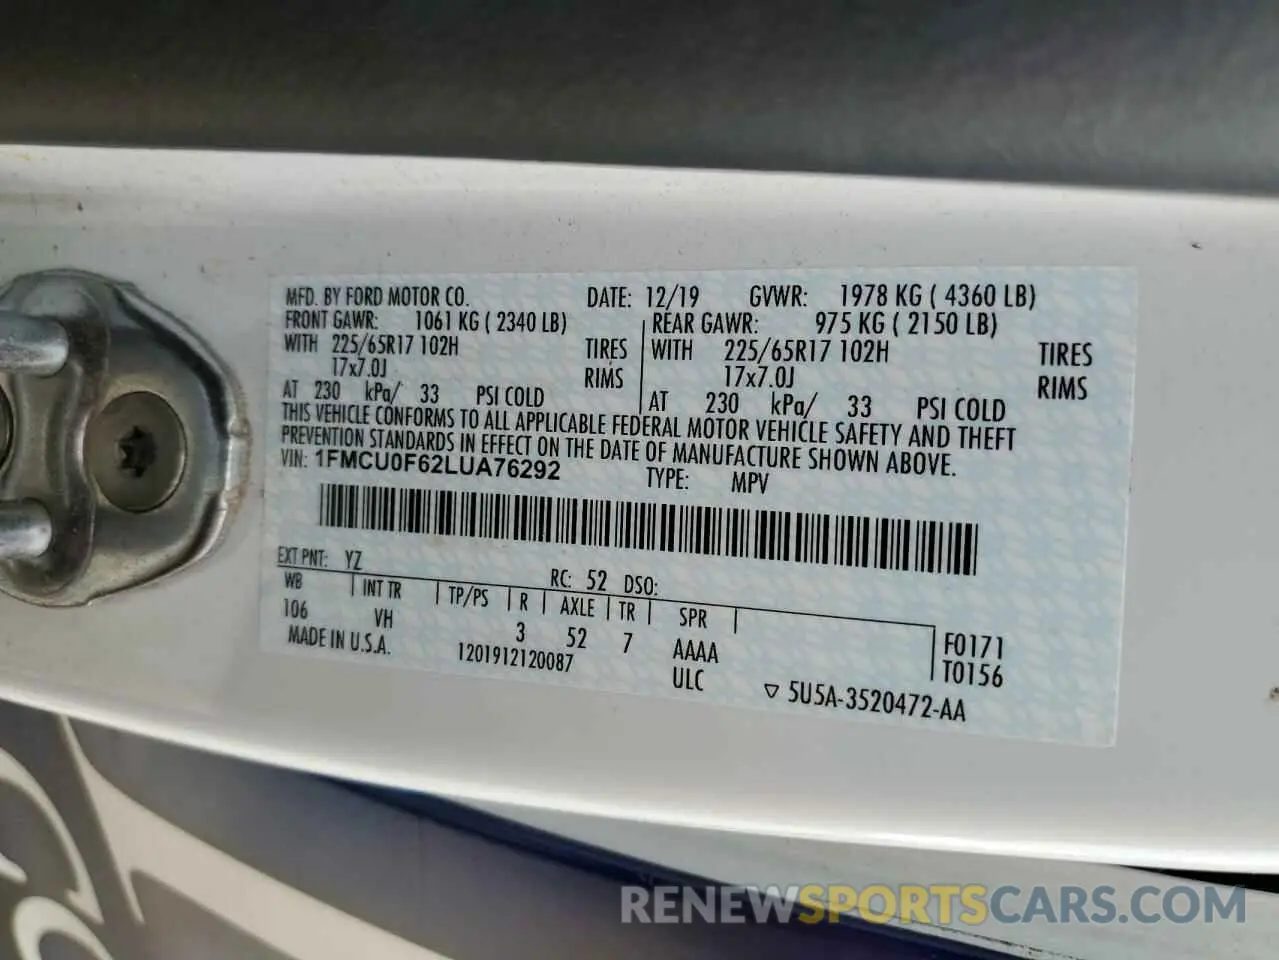 MFD. BY FORD MOTOR CO. DATE: 12/19 GVWR: 1978 KG ( 4360 LB)
FRONT GAWR: 1061 KG ( 2340 LB) REAR GAWR: 975 KG ( 2150 LB)
WITH 225/65R17 102H TIRES WITH 225/65R17 102H TIRES
17x7.0J RIMS 17x7.0J RIMS
AT 230 kPa/ 33 PSI COLD AT 230 kPa/ 33 PSI COLD
THIS VEHICLE CONFORMS TO ALL APPLICABLE FEDERAL MOTOR VEHICLE SAFETY AND THEFT
PREVENTION STANDARDS IN EFFECT ON THE DATE OF MANUFACTURE SHOWN ABOVE.
VIN: 1FMCU0F62LUA76292 TYPE: MPV
EXT PNT: YZ RC: 52 DSO:
WB INT TR TP/PS R AXLE TR SPR
106 VH 3 52 7 AAAA F0171
MADE IN U.S.A. 1201912120087 ULC T0156
▽ 5U5A-3520472-AA
RENEWSPORTSCARS.COM